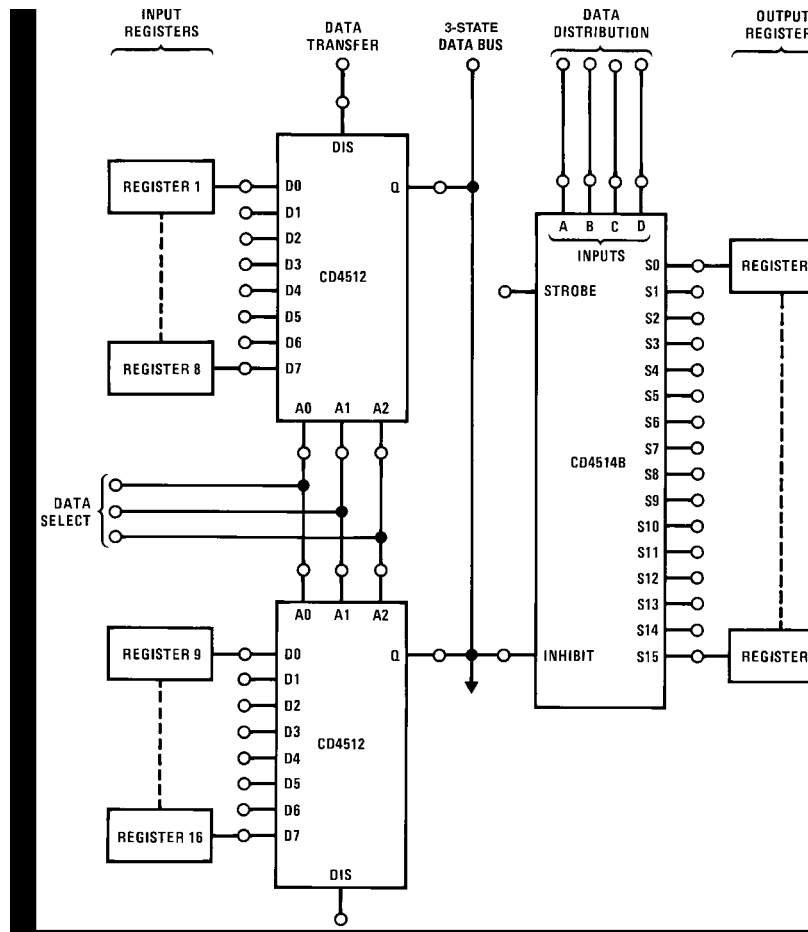 INPUT
REGISTERS
DATA
TRANSFER
3-STATE
DATA BUS
DATA
DISTRIBUTION
OUTPUT
REGISTER
DIS
REGISTER 1
D0
Q
D1
D2
D3
CD4512
D4
D5
D6
REGISTER 8
D7
A0 A1 A2
DATA
SELECT
A0 A1 A2
REGISTER 9
D0
Q
D1
D2
D3
CD4512
D4
D5
D6
REGISTER 16
D7
DIS
A B C D
INPUTS
STROBE
CD4514B
INHIBIT
S0
S1
S2
S3
S4
S5
S6
S7
S8
S9
S10
S11
S12
S13
S14
S15
REGISTER
REGISTER